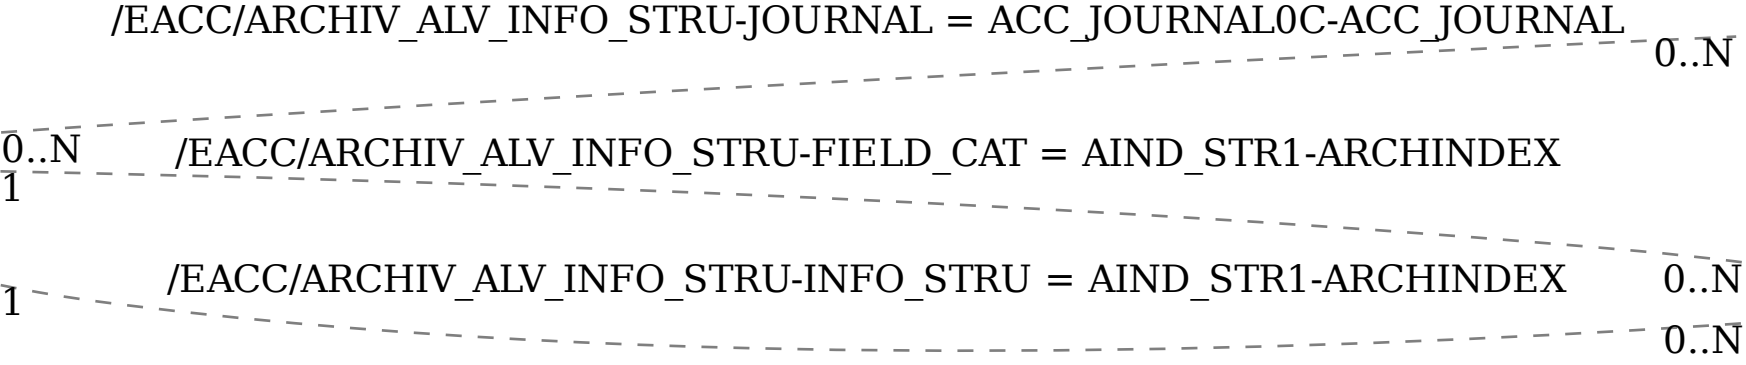 /EACC/ARCHIV_ALV_INFO_STRU-JOURNAL = ACC_JOURNAL0C-ACC_JOURNAL
0..N
0..N
/EACC/ARCHIV_ALV_INFO_STRU-FIELD_CAT = AIND_STR1-ARCHINDEX
1
/EACC/ARCHIV_ALV_INFO_STRU-INFO_STRU = AIND_STR1-ARCHINDEX
0..N
1
0..N